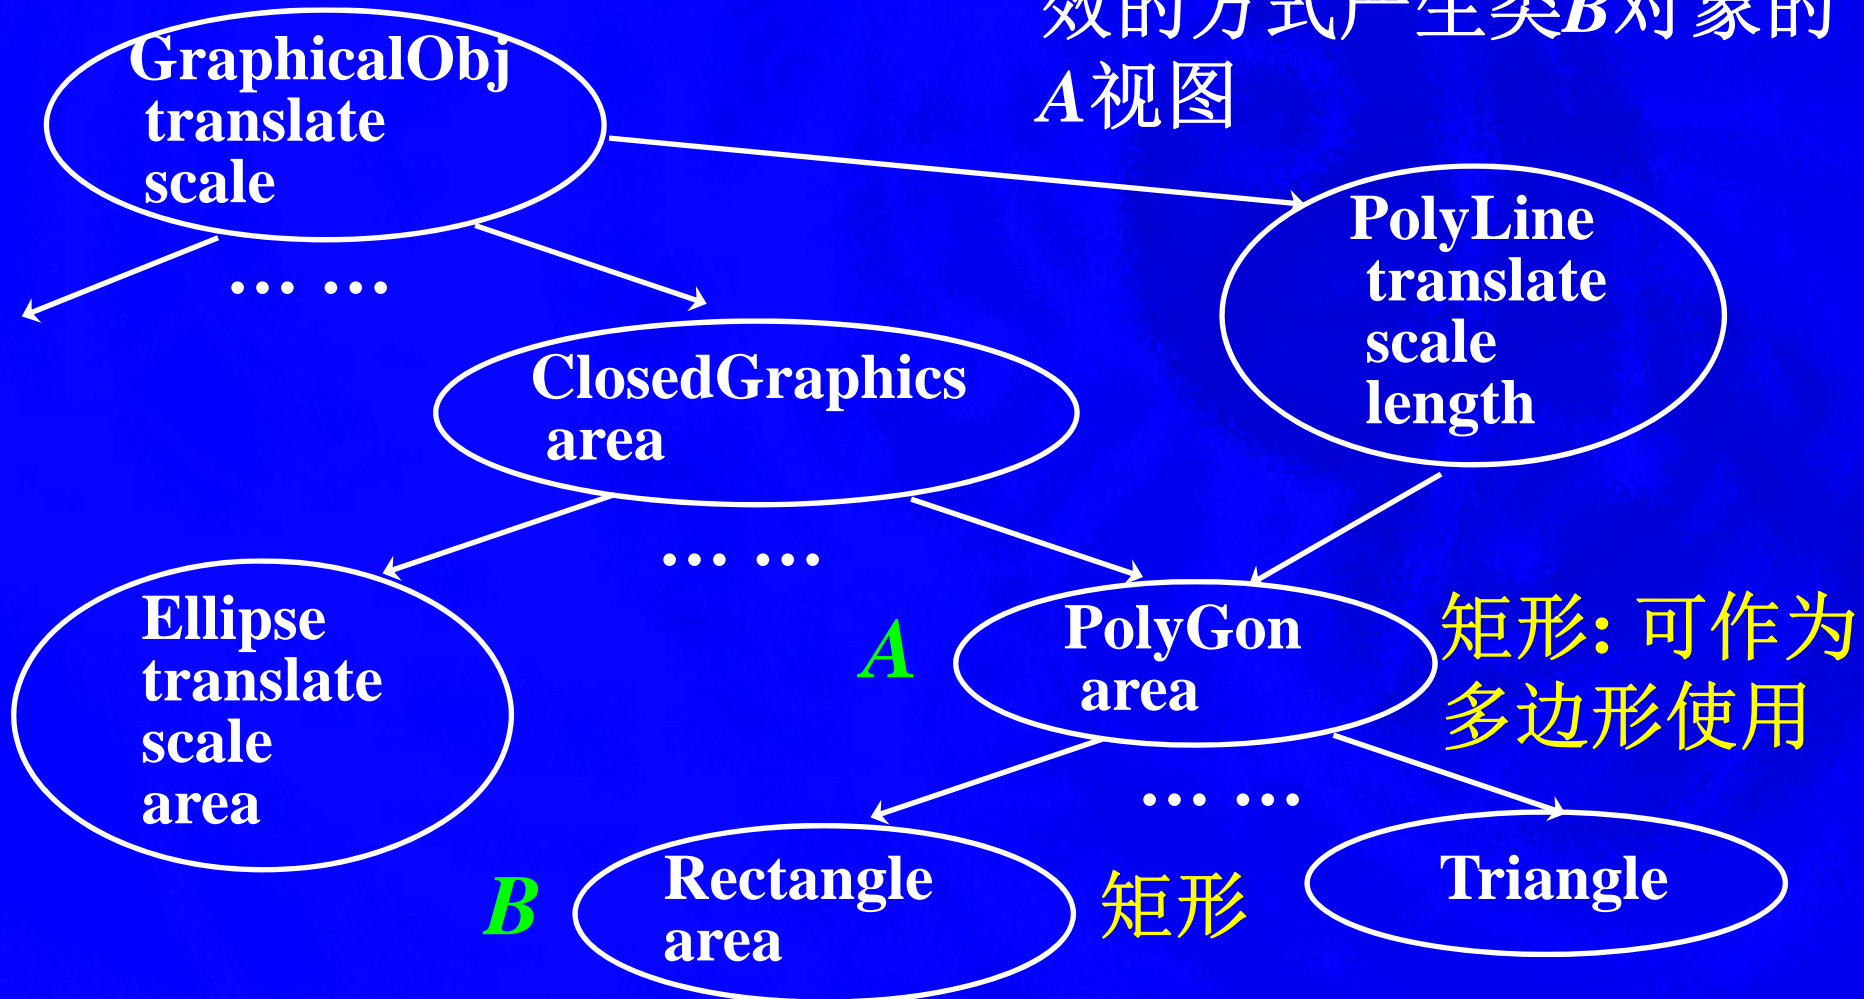 效的方式产生类B对象的
A视图
GraphicalObj
translate
scale
… …
PolyLine
translate
scale
length
ClosedGraphics
area
… …
Ellipse
translate
scale
area
A
PolyGon
area
矩形: 可作为
多边形使用
… …
B
Rectangle
area
矩形
Triangle